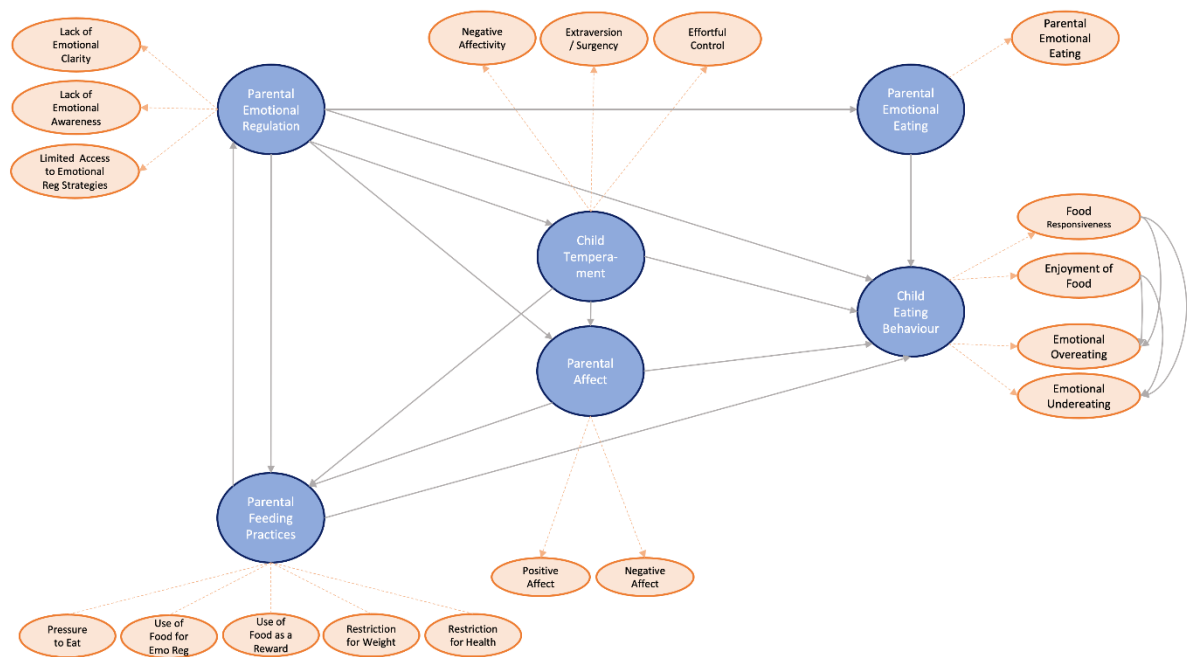 Lack of
Emotional
Clarity
Negative
Affectivity
Extraversion
/ Surgency
Effortful
Control
Parental
Emotional
Eating
Lack of
Emotional
Awareness
Parental
Emotional
Regulation
Parental
Emotional
Eating
Limited Access
to Emotional
Reg Strategies
Child
Tempera-
ment
Food
Responsiveness
Enjoyment of
Food
Child
Eating
Behaviour
Emotional
Overeating
Parental
Affect
Emotional
Undereating
Parental
Feeding
Practices
Positive
Affect
Negative
Affect
Pressure
to Eat
Use of
Food for
Emo Reg
Use of
Food as a
Reward
Restriction
for Weight
Restriction
for Health